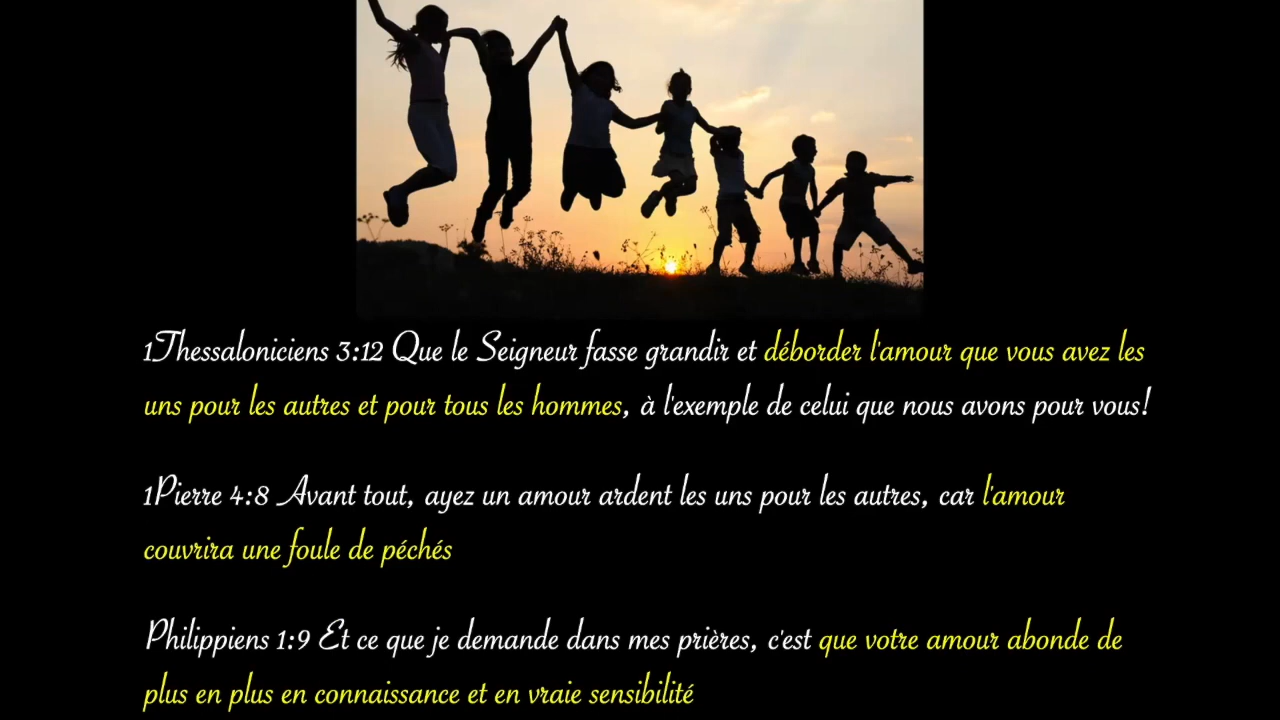 1Thessaloniciens 3:12 Que le Seigneur fasse grandir et déborder l'amour que vous avez les
uns pour les autres et pour tous les hommes, à l'exemple de celui que nous avons pour vous!
1Pierre 4:8 Avant tout, ayez un amour ardent les uns pour les autres, car l'amour
couvrira une foule de péchés
Philippiens 1:9 Et ce que je demande dans mes prières, c'est que votre amour abonde de
plus en plus en connaissance et en vraie sensibilité